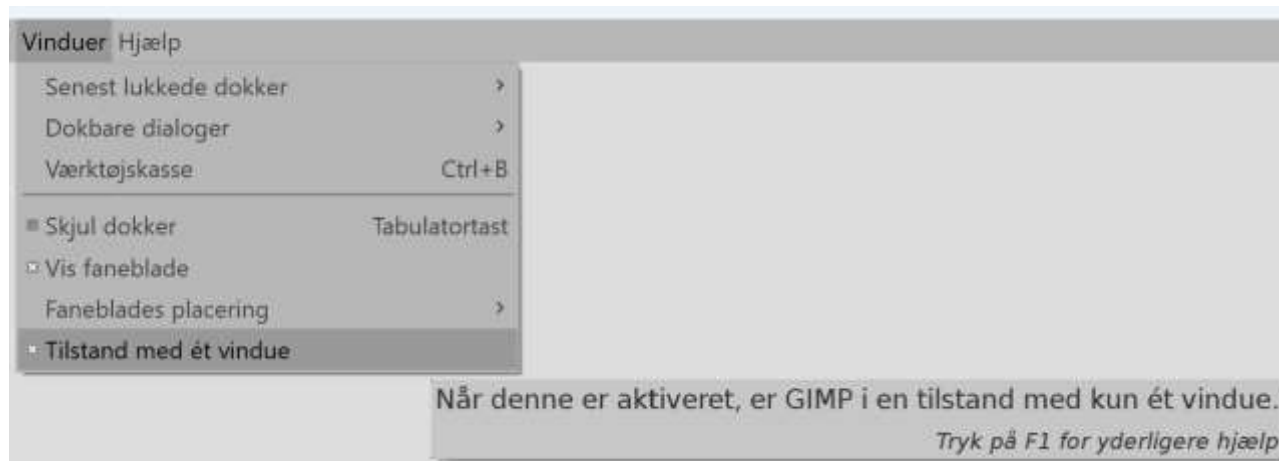 Vinduer Hjælp
Senest lukkede dokker
Dokbare dialoger
Værktøjskasse Ctrl+B
Skjul dokker Tabulatortast
Vis faneblade
Faneblades placering
Tilstand med ét vindue
Når denne er aktiveret, er GIMP i en tilstand med kun ét vindue.
Tryk på F1 for yderligere hjælp